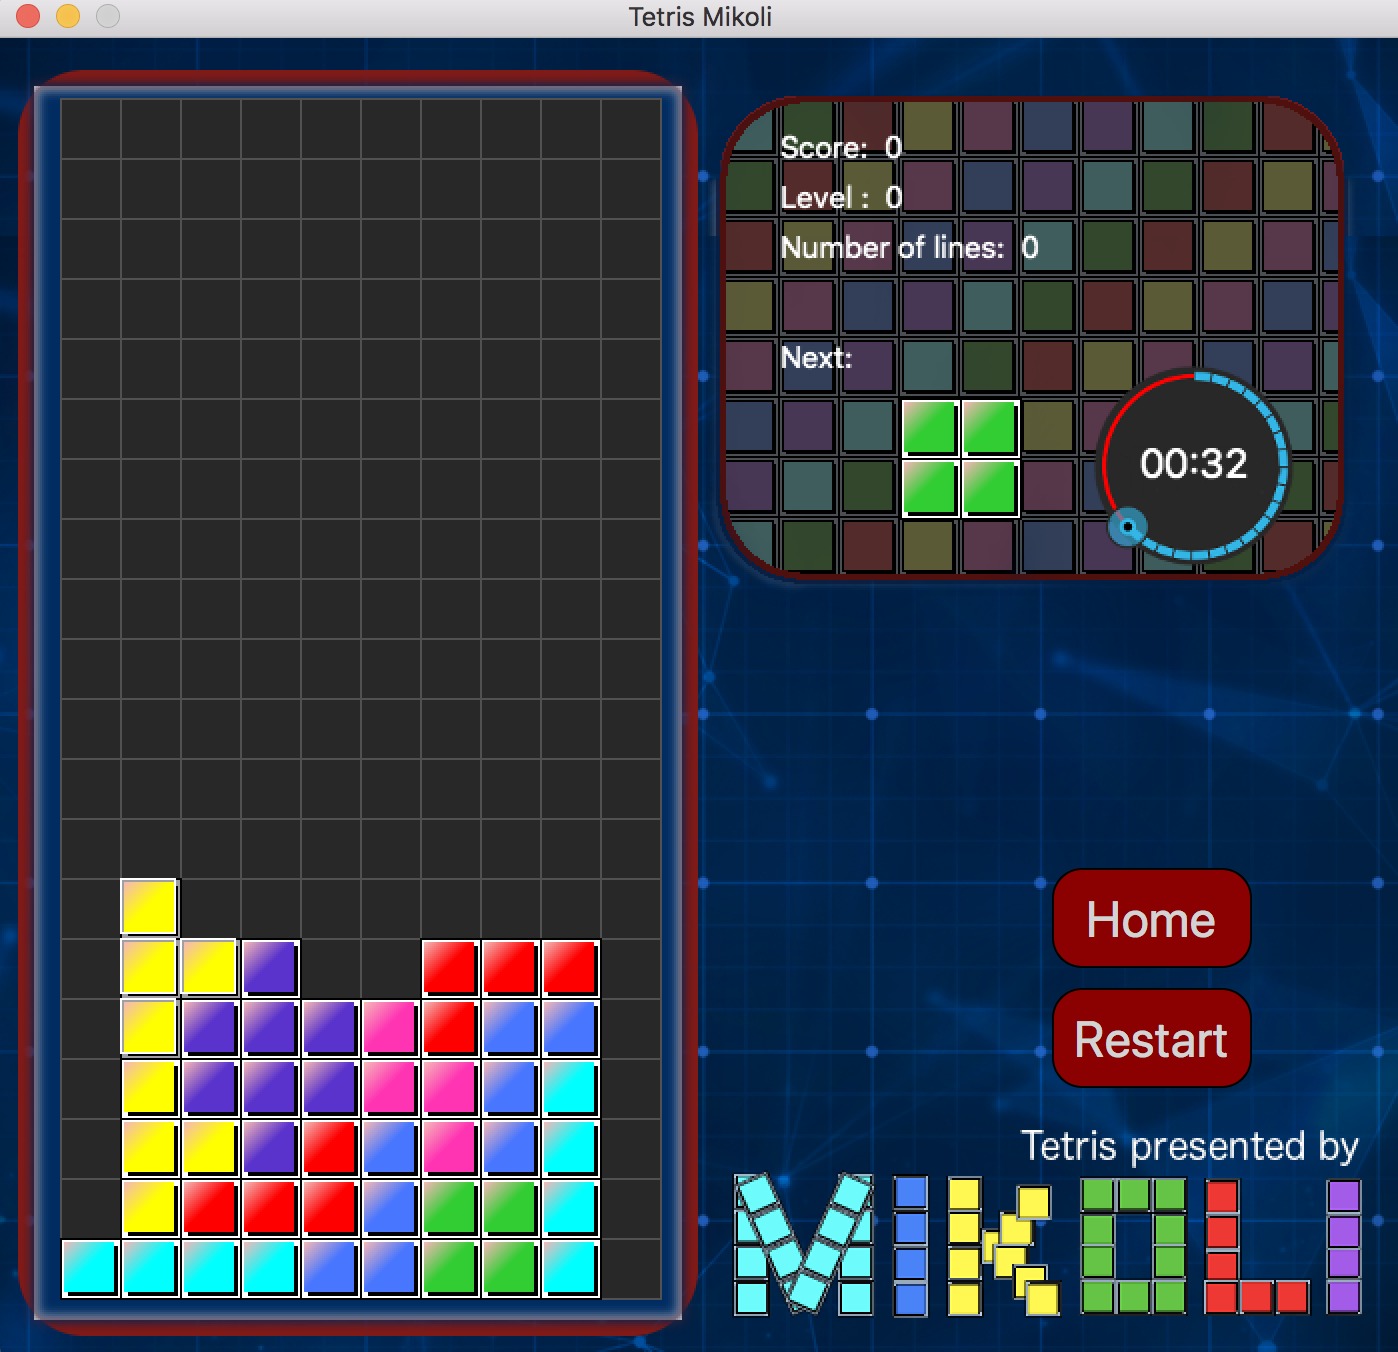 Tetris Mikoli
Score: 0
Level : 0
Number of lines: 0
Next:
00:32
Home
Restart
Tetris presented by
MIKOLI